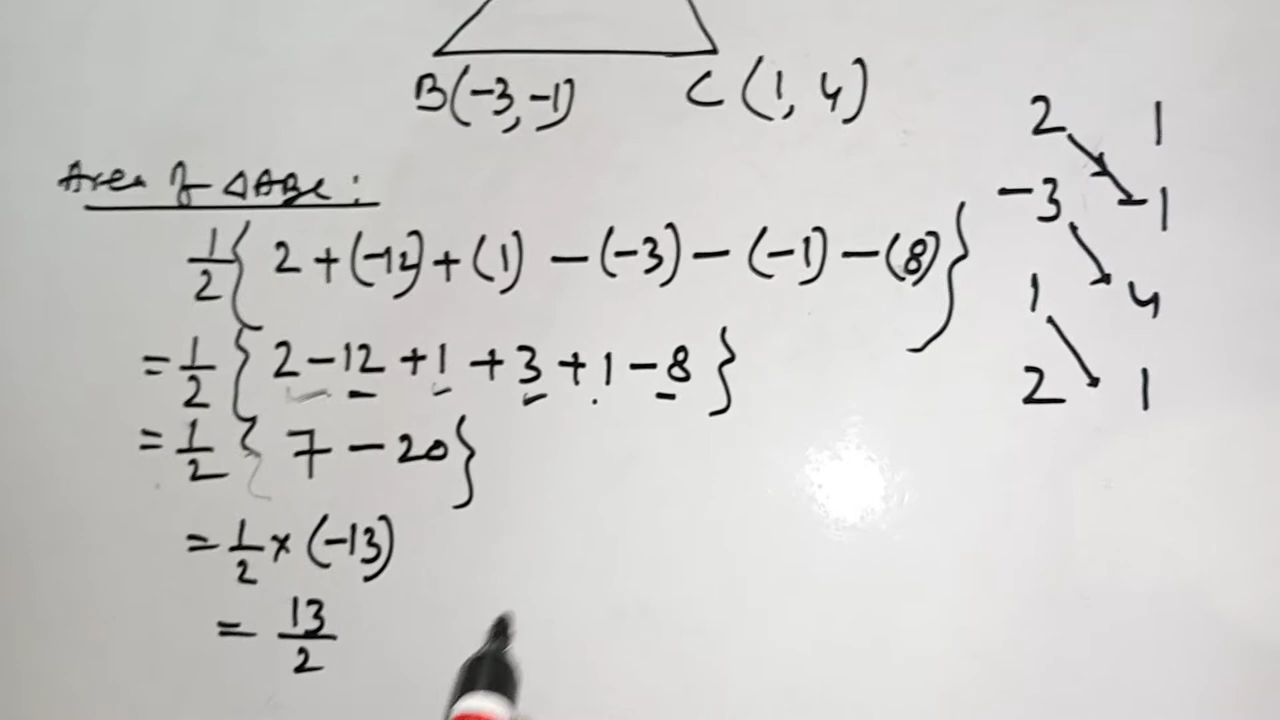 B(-3,-1) C(1, 4)
Area of △ABC:
1/2{ 2+(-12)+(1) -(-3)-(-1)-(8)}
=1/2{ 2-12+1+3+1-8}
=1/2{ 7-20}
=1/2×(-13)
=13/2
2 1
-3 -1
1 4
2 1